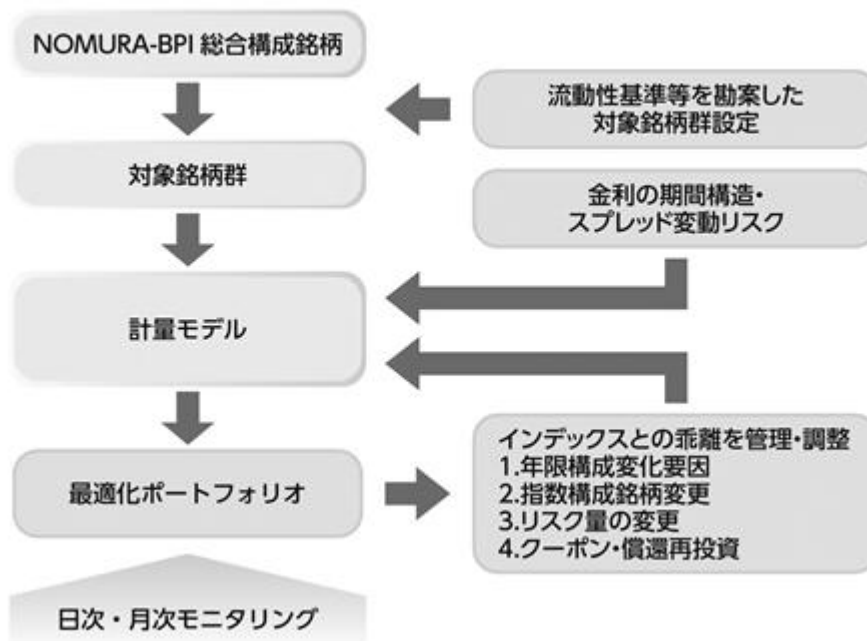 NOMURA-BPI 総合構成銘柄
流動性基準等を勘案した
対象銘柄群設定
対象銘柄群
金利の期間構造・
スプレッド変動リスク
計量モデル
最適化ポートフォリオ
インデックスとの乖離を管理・調整
1.年限構成変化要因
2.指数構成銘柄変更
3.リスク量の変更
4.クーポン・償還再投資
日次・月次モニタリング